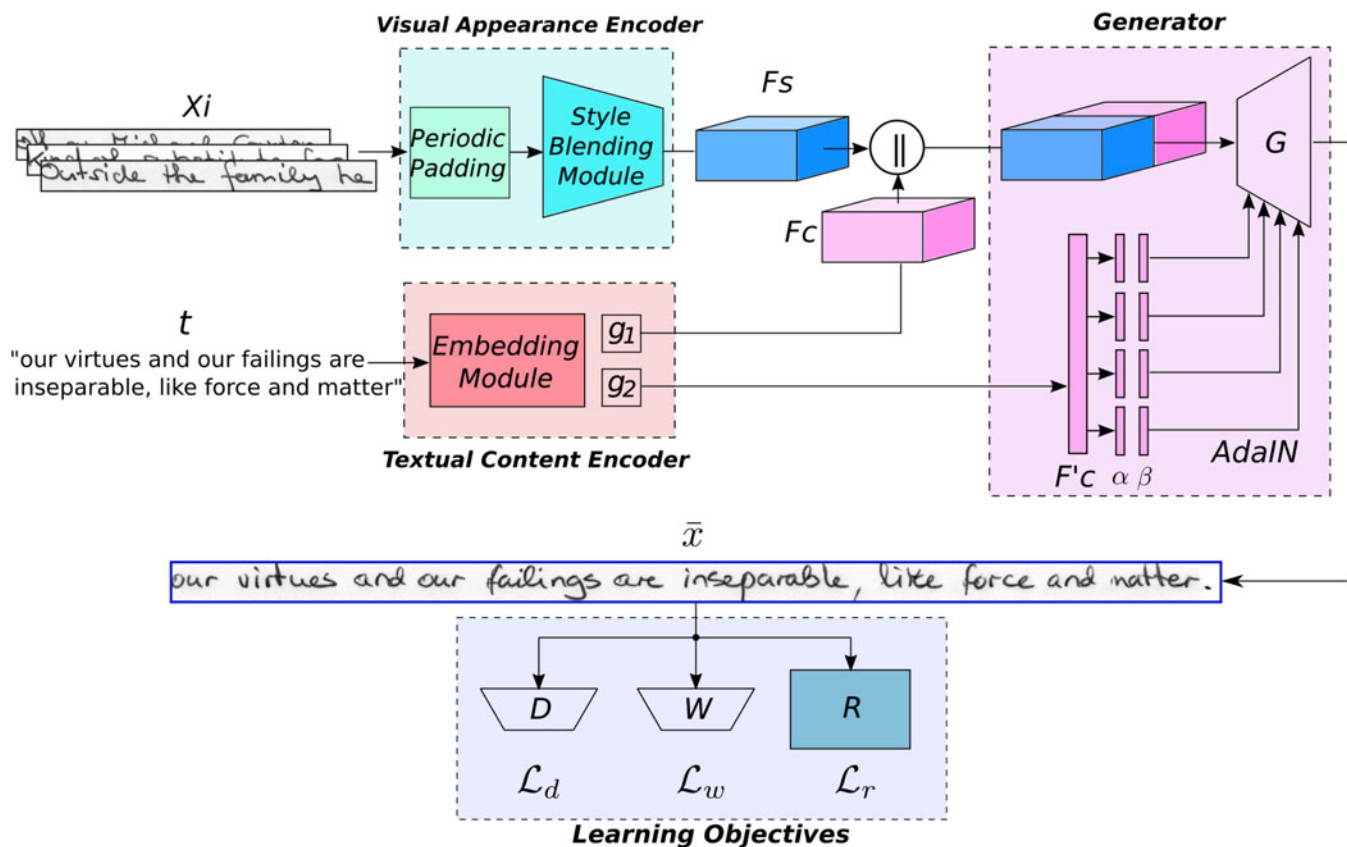 Visual Appearance Encoder
Generator
Xi
Outside the family he
Periodic
Padding
Style
Blending
Module
Fs
||
G
Fc
t
"our virtues and our failings are
inseparable, like force and matter"
Embedding
Module
g1
g2
Textual Content Encoder
F'c
α
β
AdaIN
x̄
our virtues and our failings are inseparable, like force and matter.
D
W
R
ℒd
ℒw
ℒr
Learning Objectives